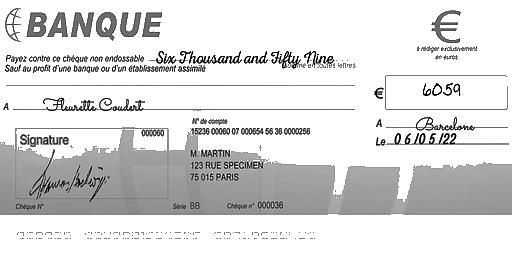 BANQUE
€
à rédiger exclusivement
en euros
Payez contre ce chèque non endossable Six Thousand and Fifty Nine
Sauf au profit d'une banque ou d'un établissement assimilé somme en toutes lettres
€ 6059
A Fleurette Coudert
A Barcelone
Le 06/05/22
Signature
000060
N° de compte
15236 00060 07 000654 56 36 0000256
M. MARTIN
123 RUE SPECIMEN
75 015 PARIS
Chèque N° Série BB Chèque n° 000036